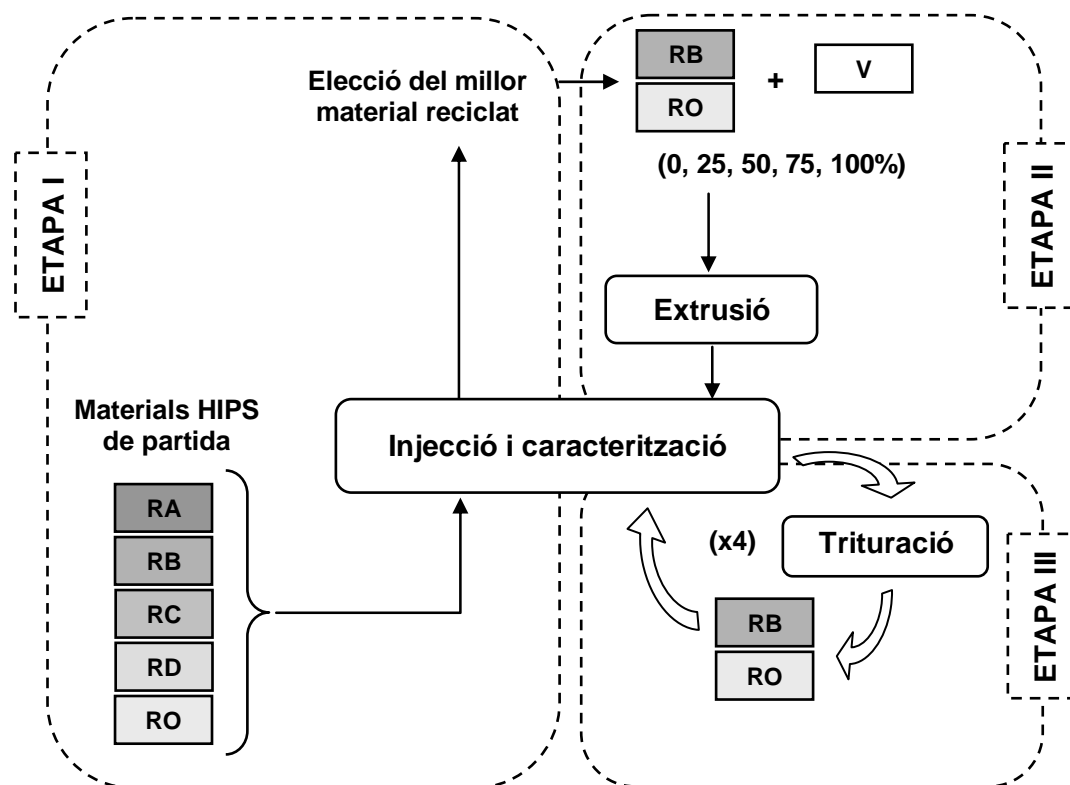 ETAPA I
Elecció del millor
material reciclat
Materials HIPS
de partida
RA
RB
RC
RD
RO
Injecció i caracterització
ETAPA II
RB
RO
+
V
(0, 25, 50, 75, 100%)
Extrusió
ETAPA III
(x4)
Trituració
RB
RO